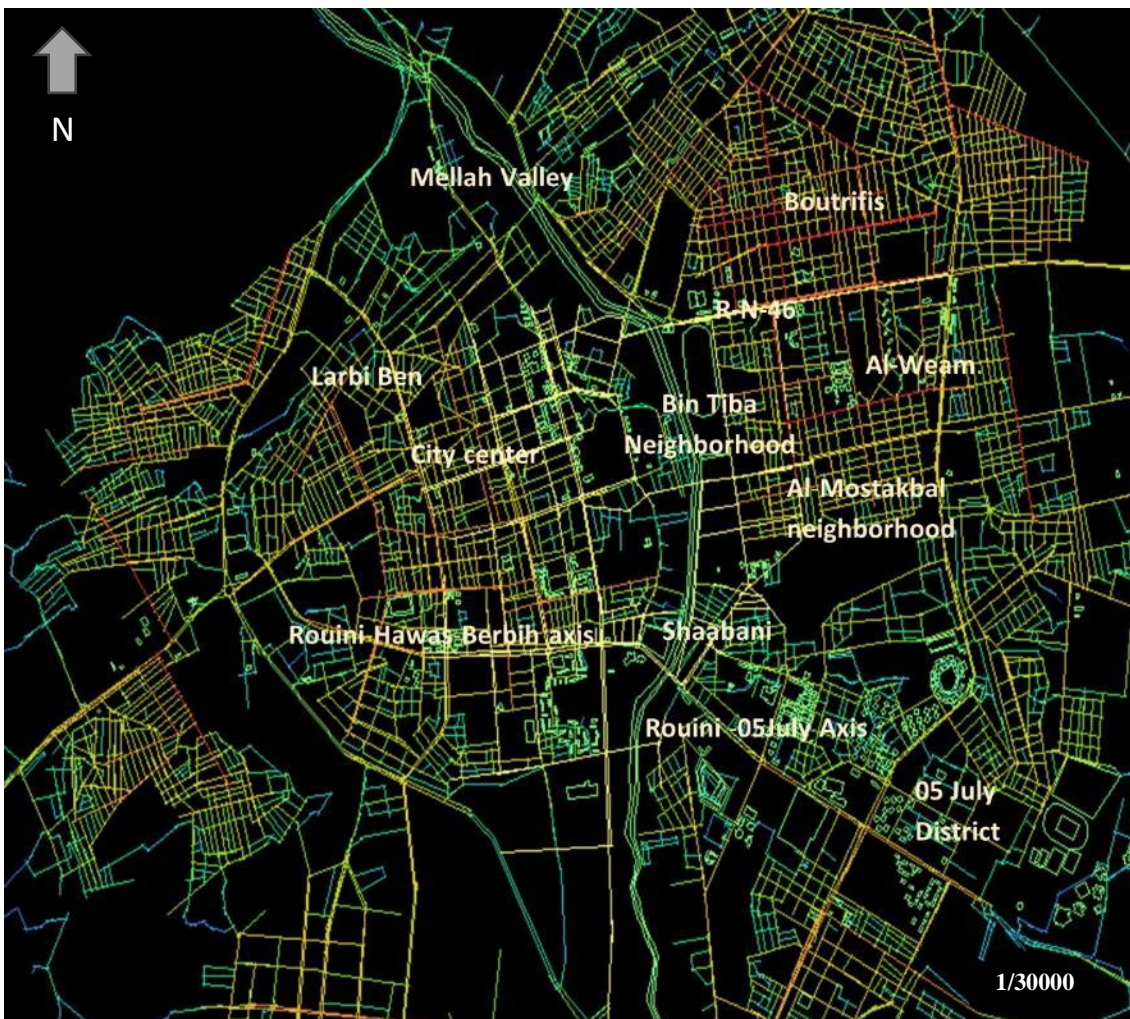 N
Mellah Valley
Boutrifis
R-N-46
Al-Weam
Larbi Ben
Bin Tiba
Neighborhood
City center
Al Mostakbal
neighborhood
Rouini Hawas Berbih axis
Shaabani
Rouini -05July Axis
05 July
District
1/30000